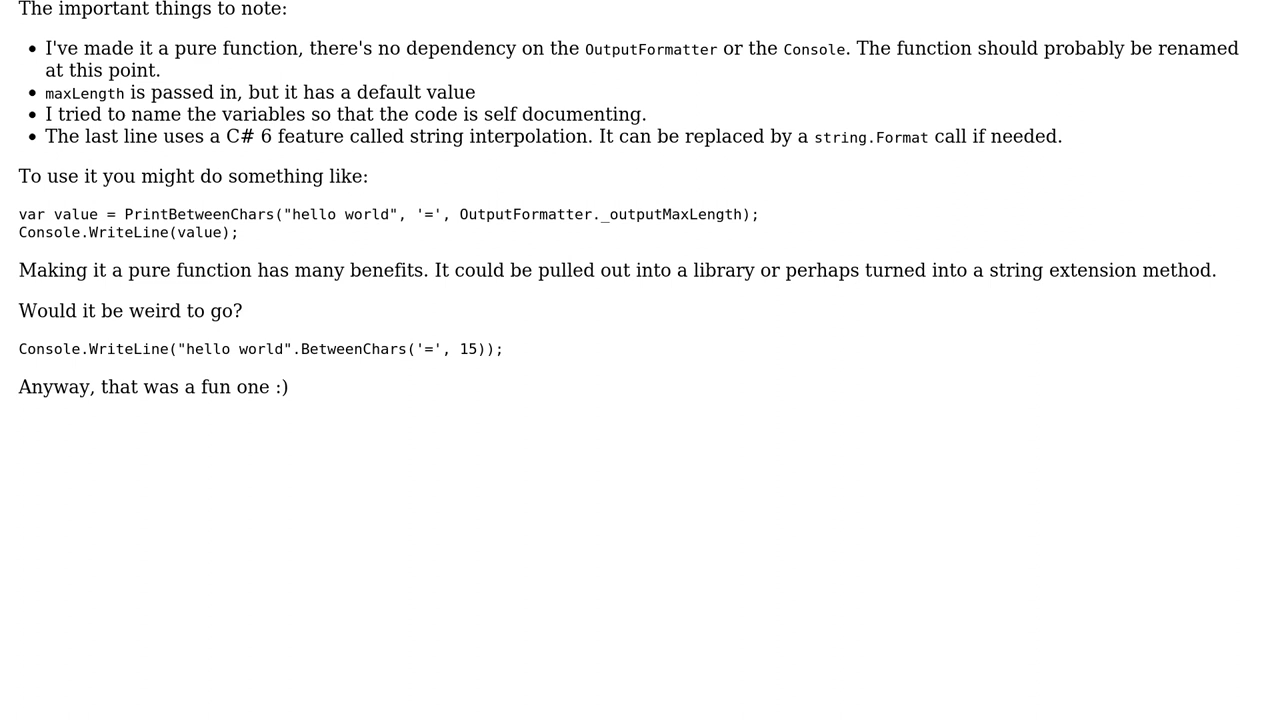 The important things to note:
I've made it a pure function, there's no dependency on the OutputFormatter or the Console. The function should probably be renamed
at this point.
maxLength is passed in, but it has a default value
I tried to name the variables so that the code is self documenting.
The last line uses a C# 6 feature called string interpolation. It can be replaced by a string.Format call if needed.
To use it you might do something like:
var value = PrintBetweenChars("hello world", '=', OutputFormatter._outputMaxLength);
Console.WriteLine(value);
Making it a pure function has many benefits. It could be pulled out into a library or perhaps turned into a string extension method.
Would it be weird to go?
Console.WriteLine("hello world".BetweenChars('=', 15));
Anyway, that was a fun one :)